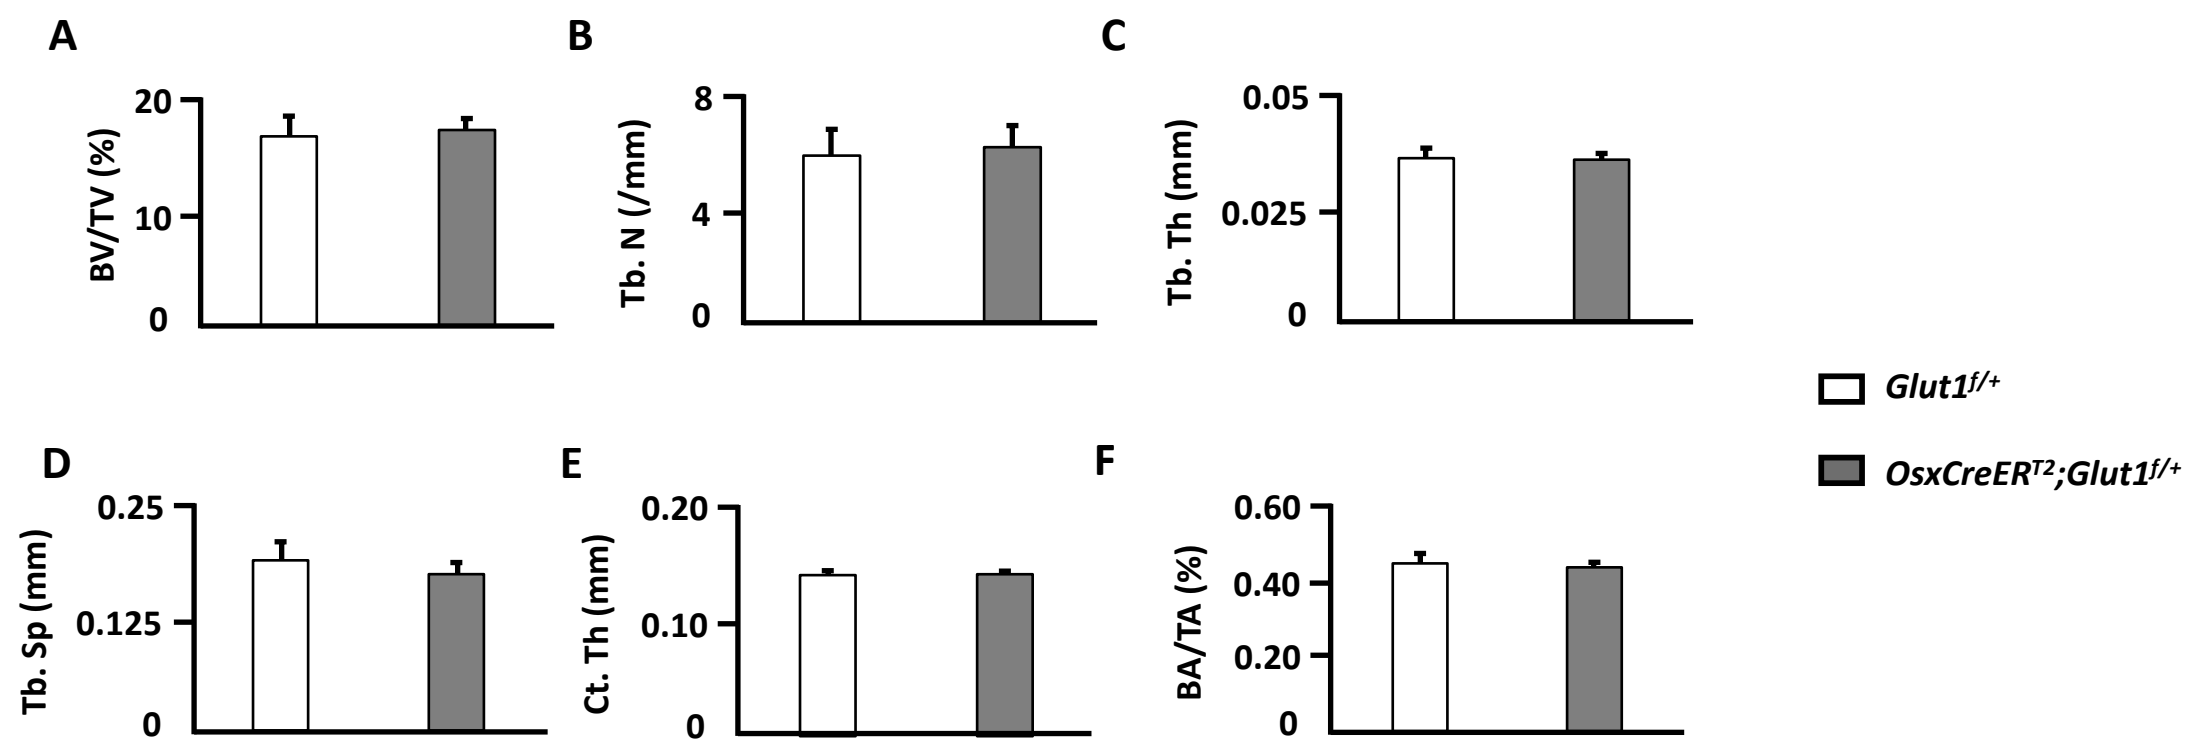 A
20
10
0
BV/TV (%)
B
8
4
0
Tb. N (/mm)
C
0.05
0.025
0
Tb. Th (mm)
Glut1f/+
OsxCreERT2;Glut1f/+
D
0.25
0.125
0
Tb. Sp (mm)
E
0.20
0.10
0
Ct. Th (mm)
F
0.60
0.40
0.20
0
BA/TA (%)